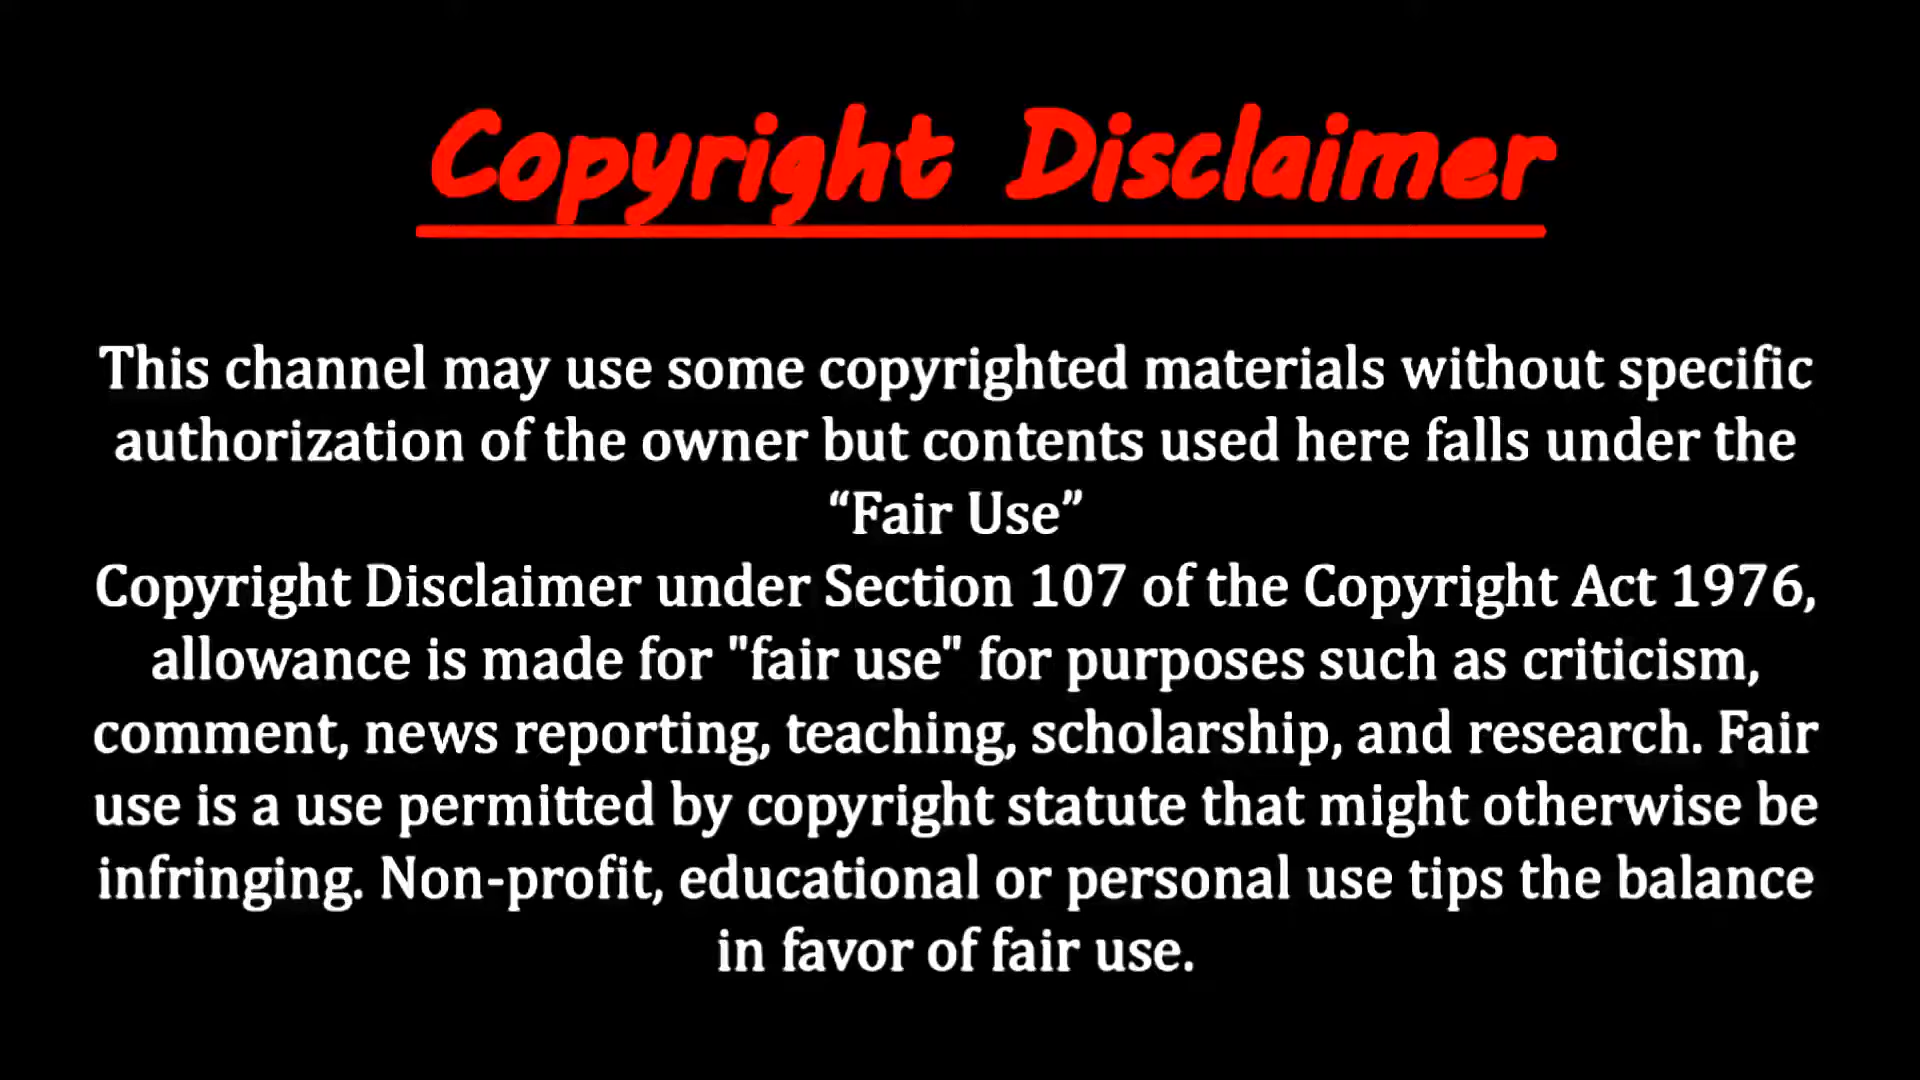 Copyright Disclaimer
This channel may use some copyrighted materials without specific
authorization of the owner but contents used here falls under the
“Fair Use”
Copyright Disclaimer under Section 107 of the Copyright Act 1976,
allowance is made for "fair use" for purposes such as criticism,
comment, news reporting, teaching, scholarship, and research. Fair
use is a use permitted by copyright statute that might otherwise be
infringing. Non-profit, educational or personal use tips the balance
in favor of fair use.